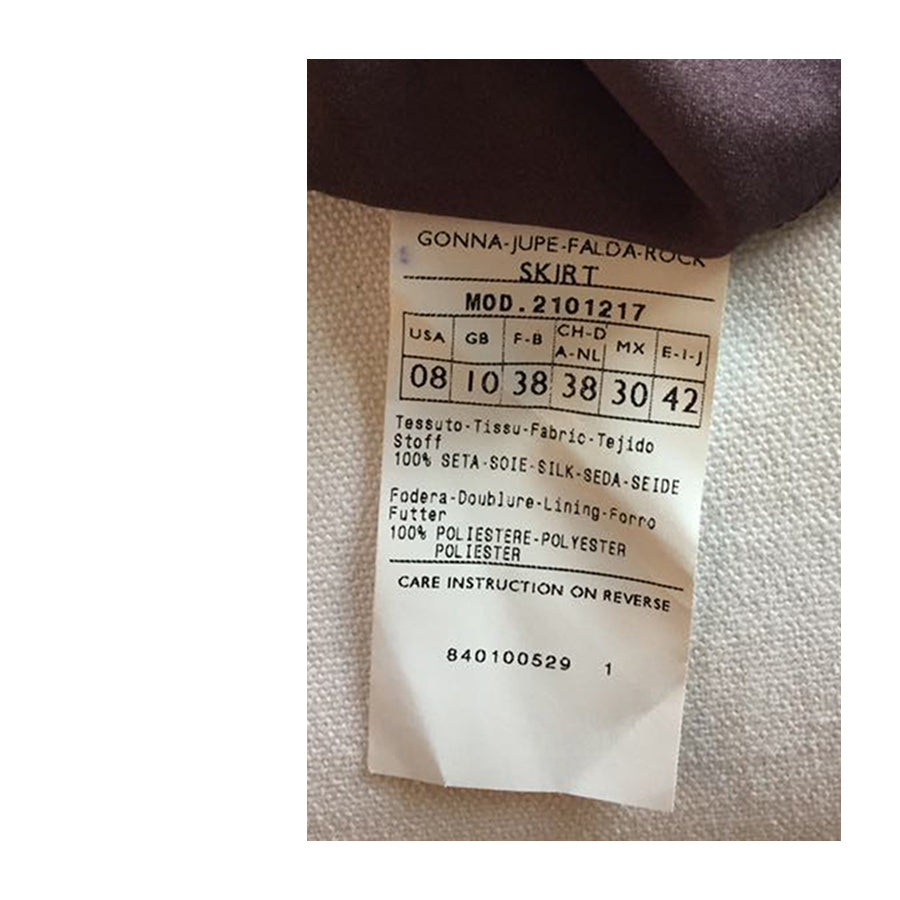 GONNA-JUPE-FALDA-ROCK
SKIRT
MOD.2101217
USA GB F-B CH-D A-NL MX E-I-J
08 10 38 38 30 42
Tessuto-Tissu-Fabric-Tejido
Stoff
100% SETA-SOIE-SILK-SEDA-SEIDE
Fodera-Doublure-Lining-Forro
Futter
100% POLIESTERE-POLYESTER
POLIESTER
CARE INSTRUCTION ON REVERSE
840100529 1